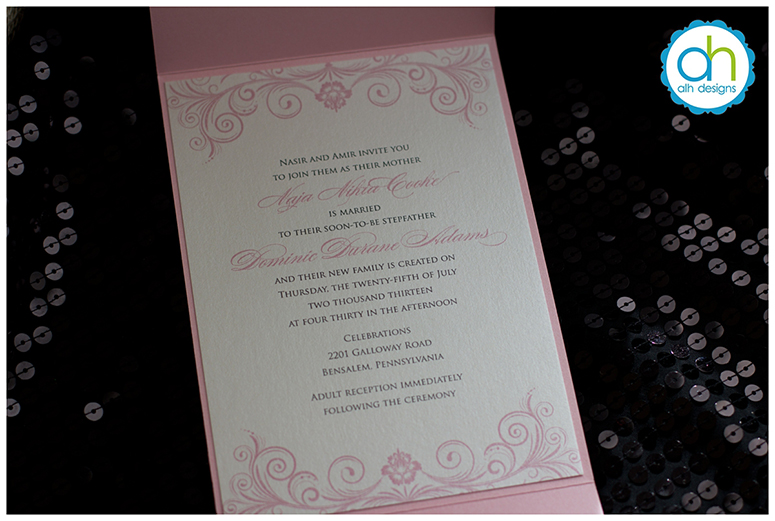 ah
alh designs
Nasir and Amir invite you
to join them as their mother
Naja Nikia Cooke
is married
to their soon-to-be stepfather
Dominic Durane Adams
and their new family is created on
Thursday, the twenty-fifth of July
two thousand thirteen
at four thirty in the afternoon
Celebrations
2201 Galloway Road
Bensalem, Pennsylvania
Adult reception immediately
following the ceremony